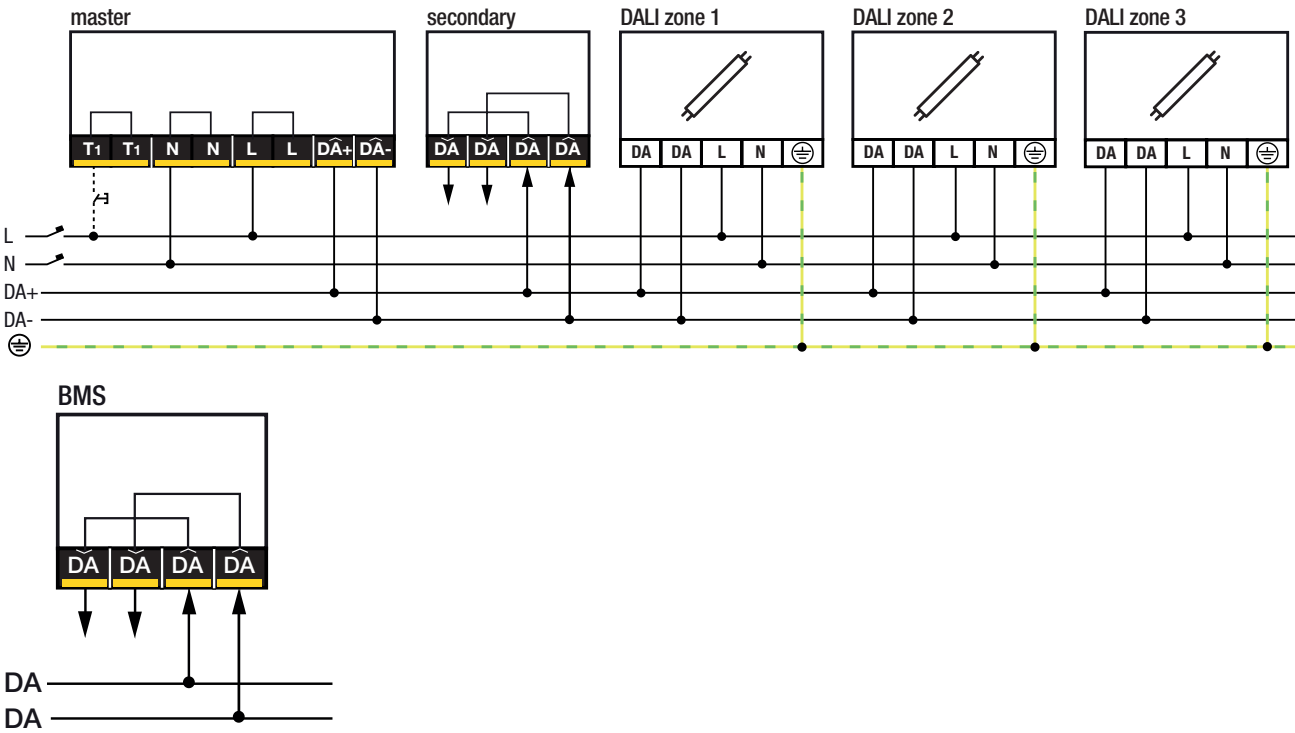 master
secondary
DALI zone 1
DALI zone 2
DALI zone 3
T1 T1 N N L L DA+ DA-
DA DA DA DA
DA DA L N
DA DA L N
DA DA L N
L
N
DA+
DA-
BMS
DA DA DA DA
DA
DA